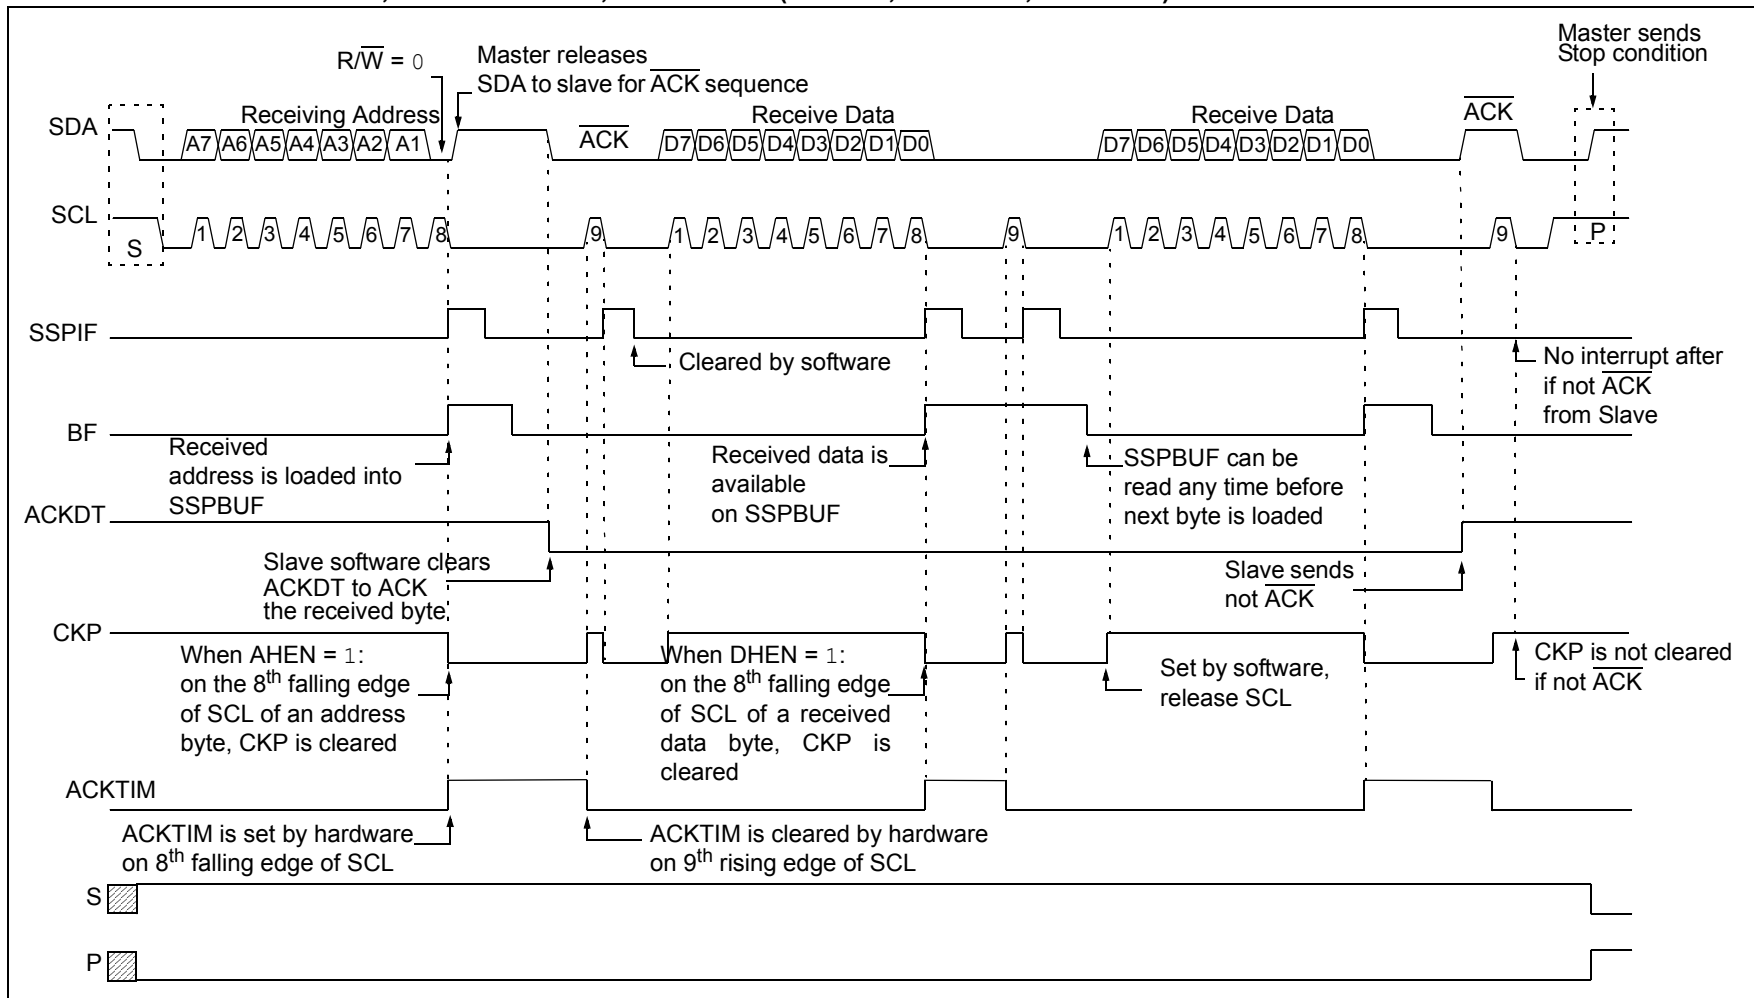 Master sends
Stop condition
R/W = 0
Master releases
SDA to slave for ACK sequence
SDA
Receiving Address
ACK
Receive Data
Receive Data
ACK
A7 A6 A5 A4 A3 A2 A1
D7 D6 D5 D4 D3 D2 D1 D0
D7 D6 D5 D4 D3 D2 D1 D0
SCL
S
1 2 3 4 5 6 7 8
9
1 2 3 4 5 6 7 8
9
1 2 3 4 5 6 7 8
9
P
SSPIF
Cleared by software
No interrupt after
if not ACK
from Slave
BF
Received
address is loaded into
SSPBUF
Received data is
available
on SSPBUF
SSPBUF can be
read any time before
next byte is loaded
ACKDT
Slave software clears
ACKDT to ACK
the received byte
Slave sends
not ACK
CKP
When AHEN = 1:
on the 8th falling edge
of SCL of an address
byte, CKP is cleared
When DHEN = 1:
on the 8th falling edge
of SCL of a received
data byte, CKP is
cleared
Set by software,
release SCL
CKP is not cleared
if not ACK
ACKTIM
ACKTIM is set by hardware
on 8th falling edge of SCL
ACKTIM is cleared by hardware
on 9th rising edge of SCL
S
P